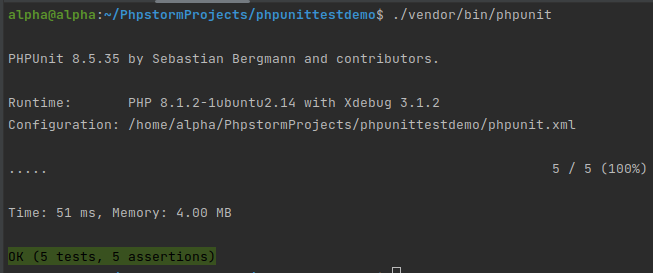 alpha@alpha:~/PhpstormProjects/phpunittestdemo$ ./vendor/bin/phpunit
PHPUnit 8.5.35 by Sebastian Bergmann and contributors.
Runtime:       PHP 8.1.2-1ubuntu2.14 with Xdebug 3.1.2
Configuration: /home/alpha/PhpstormProjects/phpunittestdemo/phpunit.xml
.....                                                               5 / 5 (100%)
Time: 51 ms, Memory: 4.00 MB
OK (5 tests, 5 assertions)